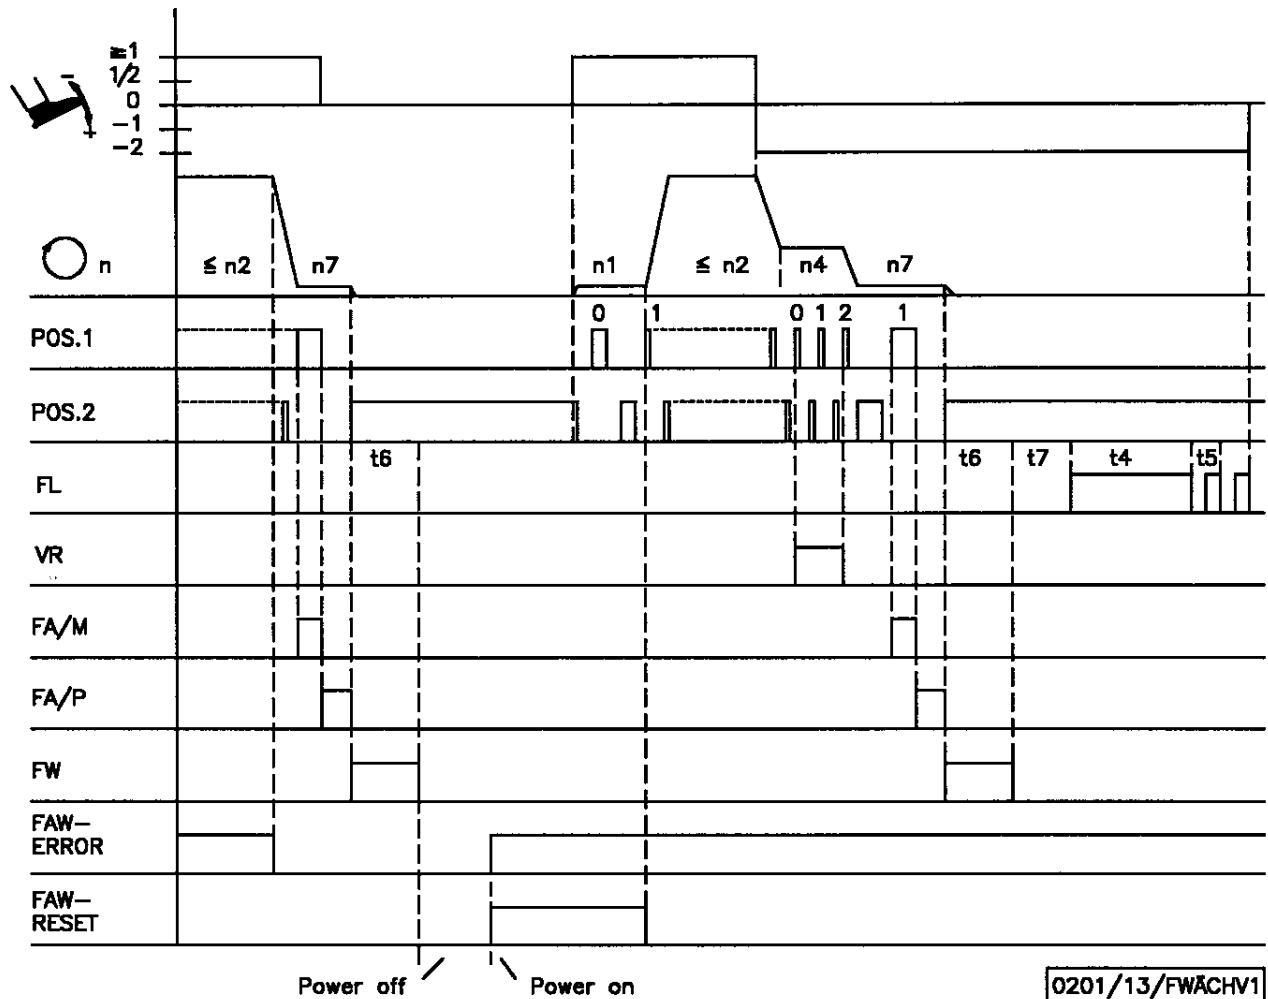 ≥1
1/2
0
-1
-2
-
+
n
≤ n2
n7
n1
≤ n2
n4
n7
POS.1
0
1
0 1 2
1
POS.2
t6
t6
t7
t4
t5
FL
VR
FA/M
FA/P
FW
FAW-
ERROR
FAW-
RESET
Power off
Power on
0201/13/FWÄCHV1